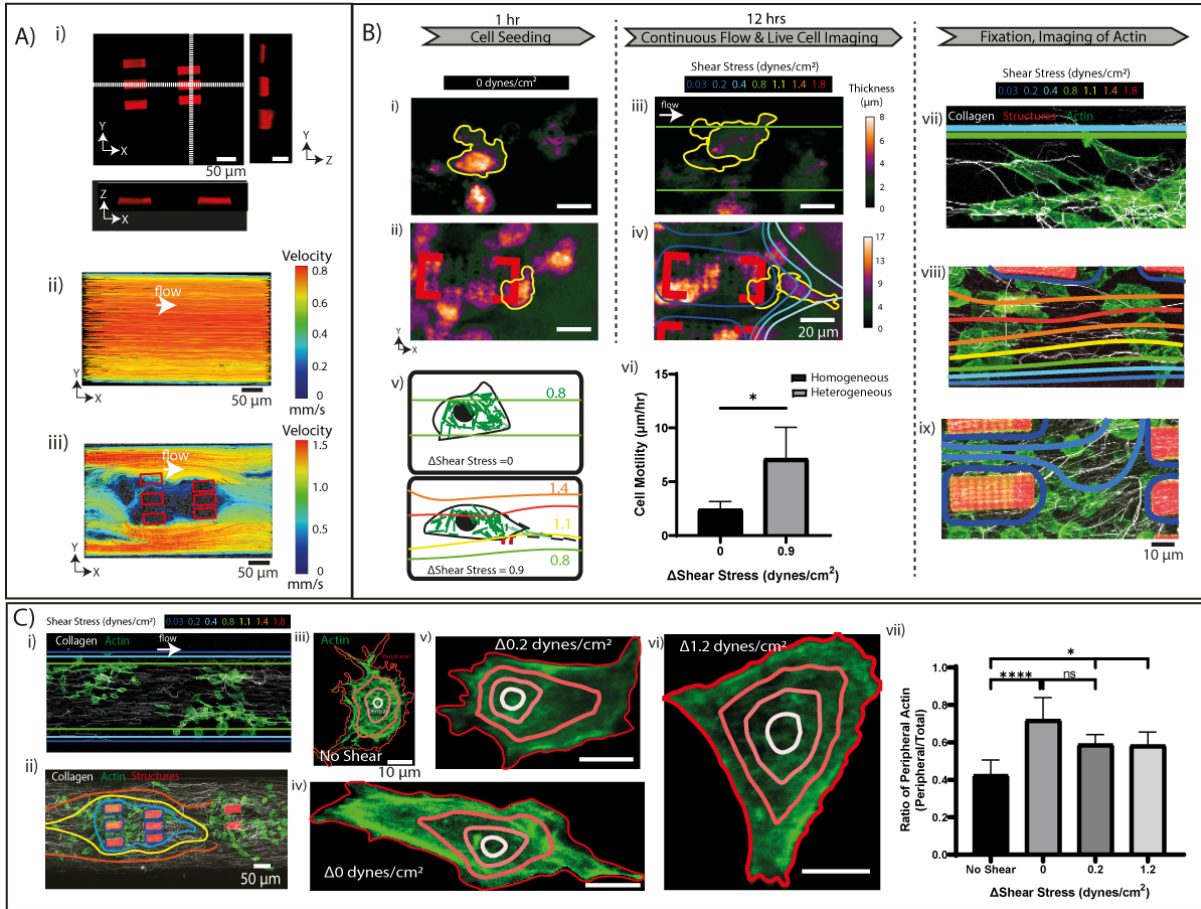 A)
i)
Y
X
50 μm
Y
Z
Z
X
ii)
Velocity
flow
0.8
0.6
0.4
0.2
0
mm/s
Y
X
50 μm
iii)
Velocity
flow
1.5
1.0
0.5
0
mm/s
Y
X
50 μm
B)
1 hr
Cell Seeding
12 hrs
Continuous Flow & Live Cell Imaging
Fixation, Imaging of Actin
0 dynes/cm²
Shear Stress (dynes/cm²)
0.03 0.2 0.4 0.8 1.1 1.4 1.8
Thickness
(μm)
i)
iii)
flow
8
6
4
2
0
ii)
iv)
17
14
11
9
6
3
0
20 μm
Y
X
v)
0.8
ΔShear Stress =0
1.4
1.1
0.8
ΔShear Stress = 0.9
vi)
Homogeneous
Heterogeneous
*
Cell Motility (μm/hr)
15
10
5
0
0 0.9
ΔShear Stress (dynes/cm²)
Shear Stress (dynes/cm²)
0.03 0.2 0.4 0.8 1.1 1.4 1.8
vii)
Collagen Structures Actin
viii)
ix)
10 μm
C)
Shear Stress (dynes/cm²)
0.03 0.2 0.4 0.8 1.1 1.4 1.8
i)
Collagen Actin
flow
ii)
Collagen Actin Structures
50 μm
iii)
Actin
Peripheral
No Shear
10 μm
iv)
Δ0 dynes/cm²
v)
Δ0.2 dynes/cm²
vi)
Δ1.2 dynes/cm²
vii)
*
**** ns
Ratio of Peripheral Actin
(Peripheral/Total)
1.0
0.8
0.6
0.4
0.2
0.0
No Shear 0 0.2 1.2
ΔShear Stress (dynes/cm²)